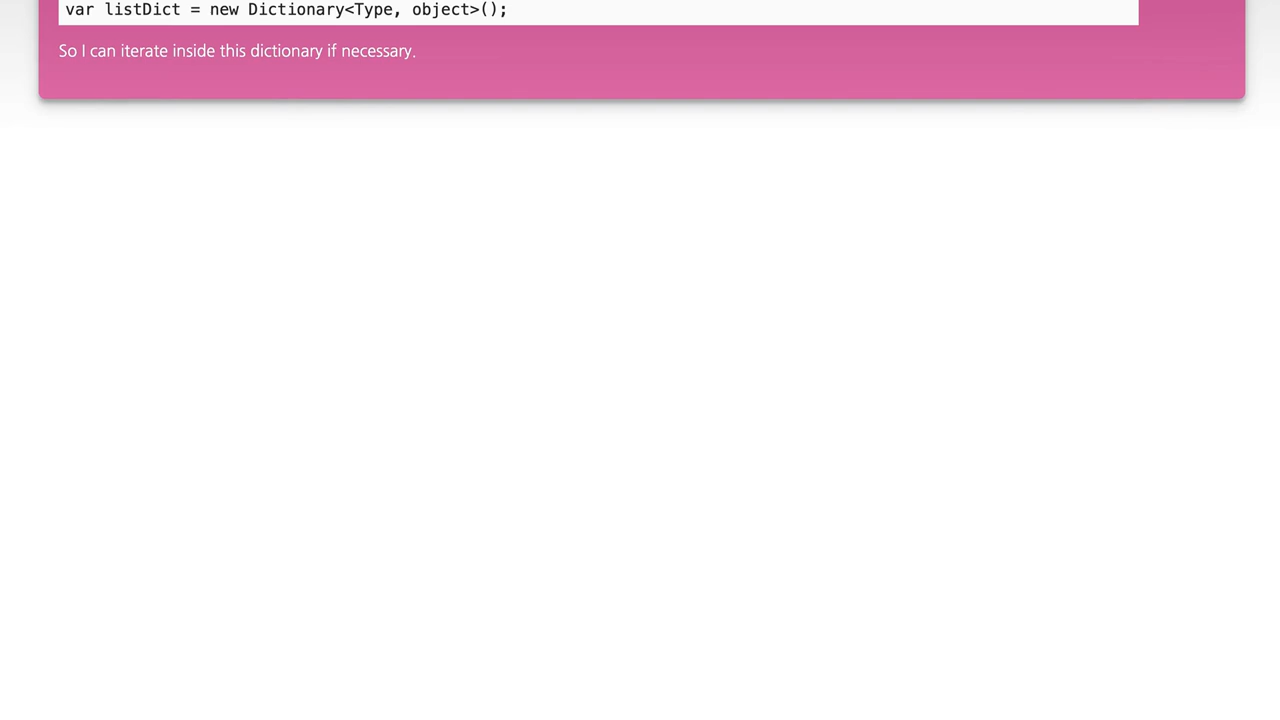 var listDict = new Dictionary<Type, object>();
So I can iterate inside this dictionary if necessary.